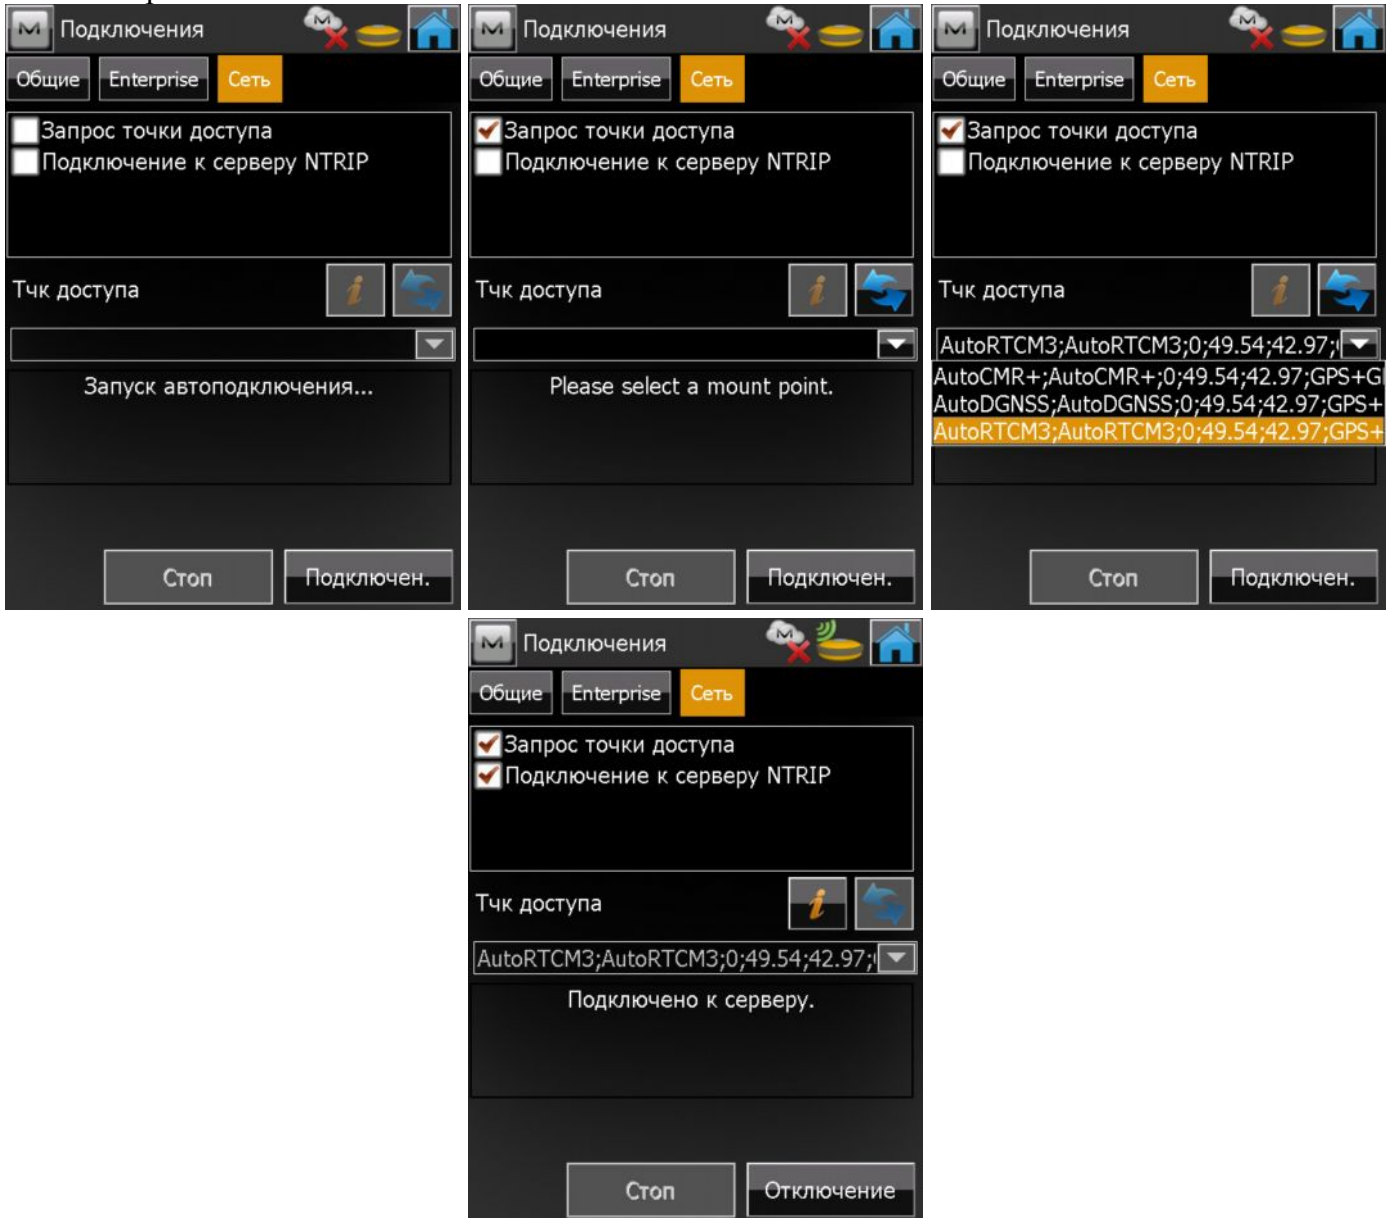 Подключения
Общие Enterprise Сеть
Запрос точки доступа
Подключение к серверу NTRIP
Тчк доступа
Запуск автоподключения...
Стоп Подключен.
Подключения
Общие Enterprise Сеть
Запрос точки доступа
Подключение к серверу NTRIP
Тчк доступа
Please select a mount point.
Стоп Подключен.
Подключения
Общие Enterprise Сеть
Запрос точки доступа
Подключение к серверу NTRIP
Тчк доступа
AutoRTCM3;AutoRTCM3;0;49.54;42.97;
AutoCMR+;AutoCMR+;0;49.54;42.97;GPS+G
AutoDGNSS;AutoDGNSS;0;49.54;42.97;GPS+
AutoRTCM3;AutoRTCM3;0;49.54;42.97;GPS+
Стоп Подключен.
Подключения
Общие Enterprise Сеть
Запрос точки доступа
Подключение к серверу NTRIP
Тчк доступа
AutoRTCM3;AutoRTCM3;0;49.54;42.97;
Подключено к серверу.
Стоп Отключение